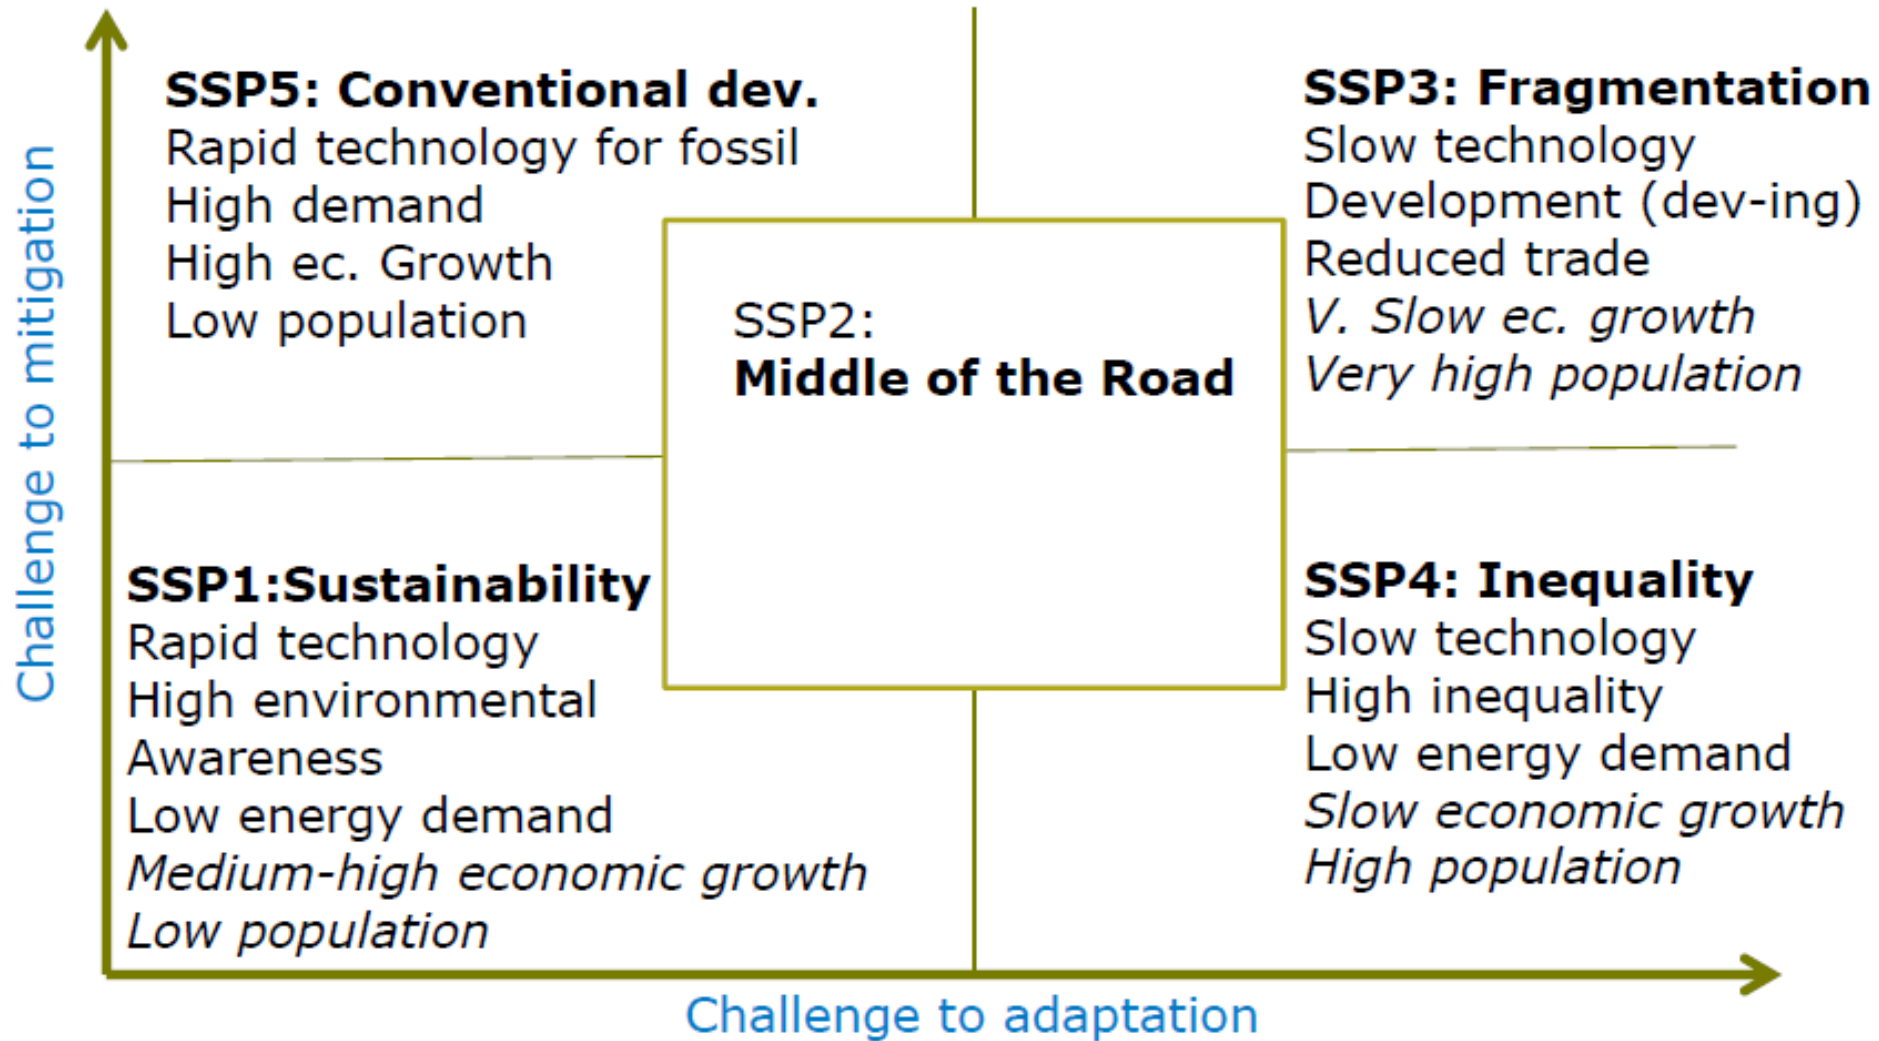 Challenge to mitigation
SSP5: Conventional dev.
Rapid technology for fossil
High demand
High ec. Growth
Low population
SSP2:
Middle of the Road
SSP3: Fragmentation
Slow technology
Development (dev-ing)
Reduced trade
V. Slow ec. growth
Very high population
SSP1:Sustainability
Rapid technology
High environmental
Awareness
Low energy demand
Medium-high economic growth
Low population
SSP4: Inequality
Slow technology
High inequality
Low energy demand
Slow economic growth
High population
Challenge to adaptation